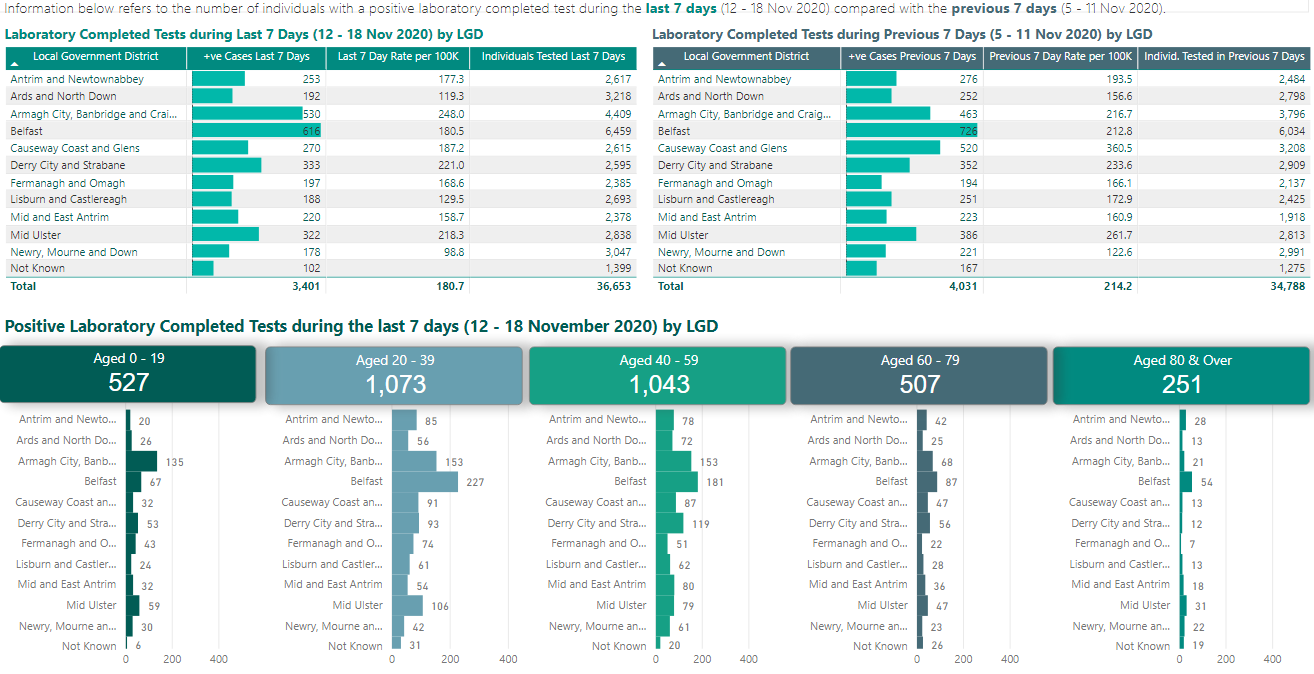 Information below refers to the number of individuals with a positive laboratory completed test during the last 7 days (12 - 18 Nov 2020) compared with the previous 7 days (5 - 11 Nov 2020).
Laboratory Completed Tests during Last 7 Days (12 - 18 Nov 2020) by LGD
Local Government District +ve Cases Last 7 Days Last 7 Day Rate per 100K Individuals Tested Last 7 Days
Antrim and Newtownabbey 253 177.3 2,617
Ards and North Down 192 119.3 3,218
Armagh City, Banbridge and Crai... 530 248.0 4,409
Belfast 616 180.5 6,459
Causeway Coast and Glens 270 187.2 2,615
Derry City and Strabane 333 221.0 2,595
Fermanagh and Omagh 197 168.6 2,385
Lisburn and Castlereagh 188 129.5 2,693
Mid and East Antrim 220 158.7 2,378
Mid Ulster 322 218.3 2,838
Newry, Mourne and Down 178 98.8 3,047
Not Known 102 1,399
Total 3,401 180.7 36,653
Laboratory Completed Tests during Previous 7 Days (5 - 11 Nov 2020) by LGD
Local Government District +ve Cases Previous 7 Days Previous 7 Day Rate per 100K Individ. Tested in Previous 7 Days
Antrim and Newtownabbey 276 193.5 2,484
Ards and North Down 252 156.6 2,798
Armagh City, Banbridge and Craig... 463 216.7 3,796
Belfast 726 212.8 6,034
Causeway Coast and Glens 520 360.5 3,208
Derry City and Strabane 352 233.6 2,909
Fermanagh and Omagh 194 166.1 2,137
Lisburn and Castlereagh 251 172.9 2,425
Mid and East Antrim 223 160.9 1,918
Mid Ulster 386 261.7 2,813
Newry, Mourne and Down 221 122.6 2,991
Not Known 167 1,275
Total 4,031 214.2 34,788
Positive Laboratory Completed Tests during the last 7 days (12 - 18 November 2020) by LGD
Aged 0 - 19
527
Antrim and Newto... 20
Ards and North Do... 26
Armagh City, Banb... 135
Belfast 67
Causeway Coast an... 32
Derry City and Stra... 53
Fermanagh and O... 43
Lisburn and Castler... 24
Mid and East Antrim 32
Mid Ulster 59
Newry, Mourne an... 30
Not Known 6
0 200 400
Aged 20 - 39
1,073
Antrim and Newto... 85
Ards and North Do... 56
Armagh City, Banb... 153
Belfast 227
Causeway Coast an... 91
Derry City and Stra... 93
Fermanagh and O... 74
Lisburn and Castler... 61
Mid and East Antrim 54
Mid Ulster 106
Newry, Mourne an... 42
Not Known 31
0 200 400
Aged 40 - 59
1,043
Antrim and Newto... 78
Ards and North Do... 72
Armagh City, Banb... 153
Belfast 181
Causeway Coast an... 87
Derry City and Stra... 119
Fermanagh and O... 51
Lisburn and Castler... 62
Mid and East Antrim 80
Mid Ulster 79
Newry, Mourne an... 61
Not Known 20
0 200 400
Aged 60 - 79
507
Antrim and Newto... 42
Ards and North Do... 25
Armagh City, Banb... 68
Belfast 87
Causeway Coast an... 47
Derry City and Stra... 56
Fermanagh and O... 22
Lisburn and Castler... 28
Mid and East Antrim 36
Mid Ulster 47
Newry, Mourne an... 23
Not Known 26
0 200 400
Aged 80 & Over
251
Antrim and Newto... 28
Ards and North Do... 13
Armagh City, Banb... 21
Belfast 54
Causeway Coast an... 13
Derry City and Stra... 12
Fermanagh and O... 7
Lisburn and Castler... 13
Mid and East Antrim 18
Mid Ulster 31
Newry, Mourne an... 22
Not Known 19
0 200 400